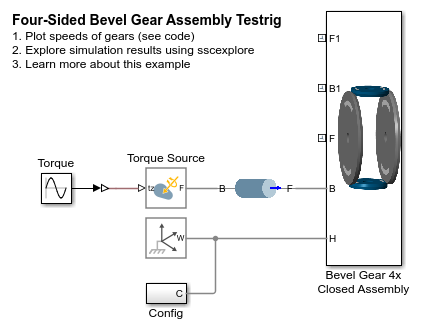 Four-Sided Bevel Gear Assembly Testrig
1. Plot speeds of gears (see code)
2. Explore simulation results using sscexplore
3. Learn more about this example
F1
B1
F
Torque
Torque Source
tz
F
B
F
B
W
H
Bevel Gear 4x
Closed Assembly
C
Config